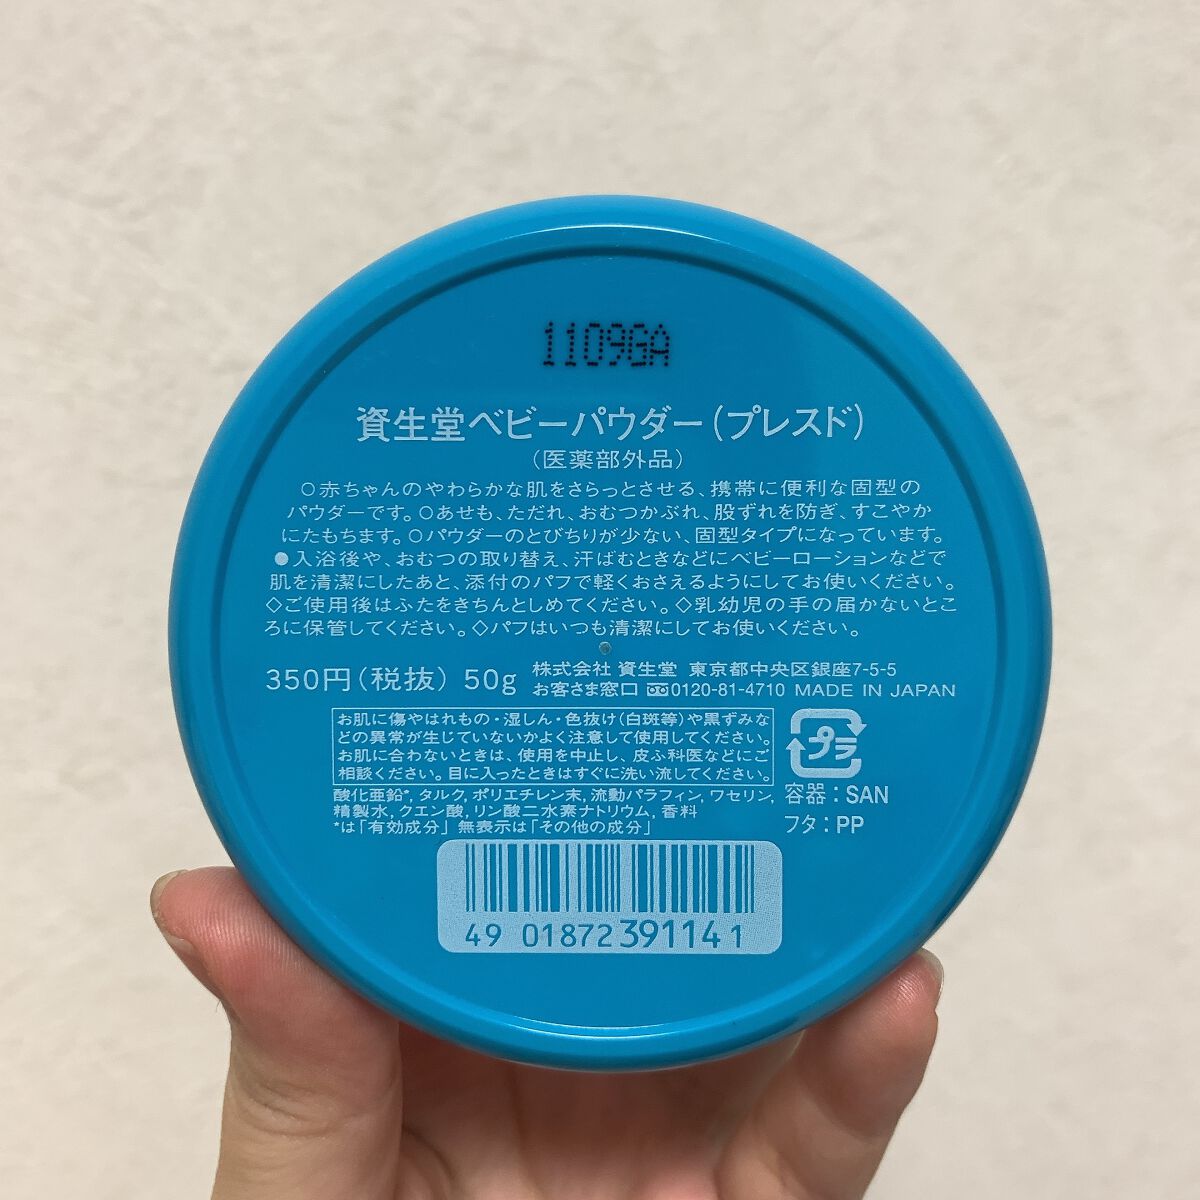 1109GA
資生堂ベビーパウダー(プレスド)
(医薬部外品)
○赤ちゃんのやわらかな肌をさらっとさせる、携帯に便利な固型の
パウダーです。○あせも、ただれ、おむつかぶれ、股ずれを防ぎ、すこやか
にたもちます。○パウダーのとびちりが少ない、固型タイプになっています。
●入浴後や、おむつの取り替え、汗ばむときなどにベビーローションなどで
肌を清潔にしたあと、添付のパフで軽くおさえるようにしてお使いください。
◇ご使用後はふたをきちんとしめてください。◇乳幼児の手の届かないとこ
ろに保管してください。◇パフはいつも清潔にしてお使いください。
350円(税抜) 50g
株式会社 資生堂 東京都中央区銀座7-5-5
お客さま窓口 0120-81-4710 MADE IN JAPAN
お肌に傷やはれもの・湿しん・色抜け(白斑等)や黒ずみな
どの異常が生じていないかよく注意して使用してください。
お肌に合わないときは、使用を中止し、皮ふ科医などにご
相談ください。目に入ったときはすぐに洗い流してください。
酸化亜鉛*, タルク, ポリエチレン末, 流動パラフィン, ワセリン,
精製水, クエン酸, リン酸二水素ナトリウム, 香料
*は「有効成分」 無表示は「その他の成分」
プラ
容器:SAN
フタ:PP
49 01872 39114 1